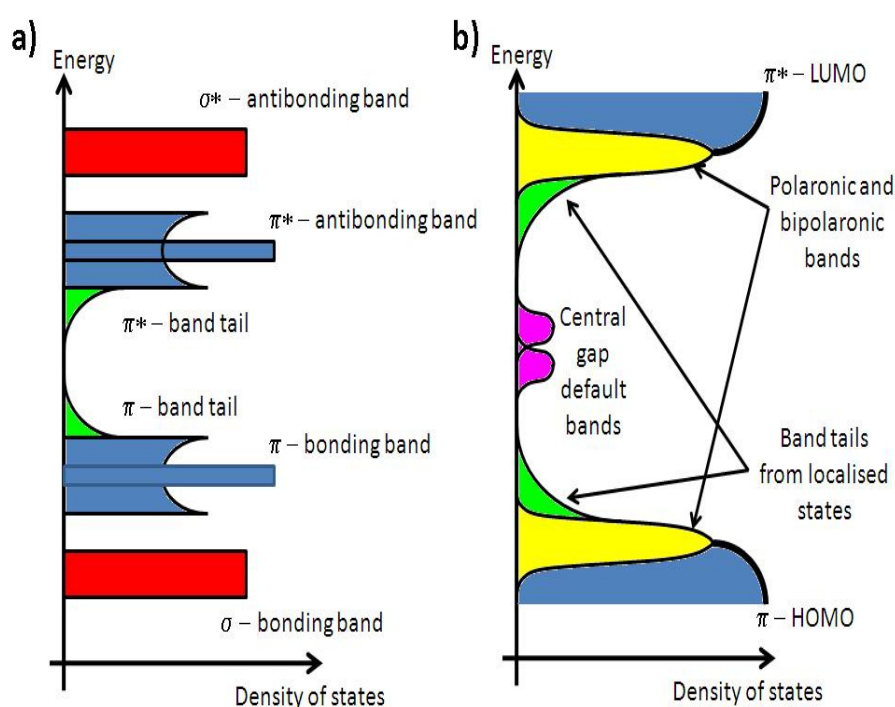 a)
Energy
σ* – antibonding band
π* – antibonding band
π* – band tail
π – band tail
π – bonding band
σ – bonding band
Density of states
b)
Energy
π* – LUMO
Polaronic and
bipolaronic
bands
Central
gap
default
bands
Band tails
from localised
states
π – HOMO
Density of states